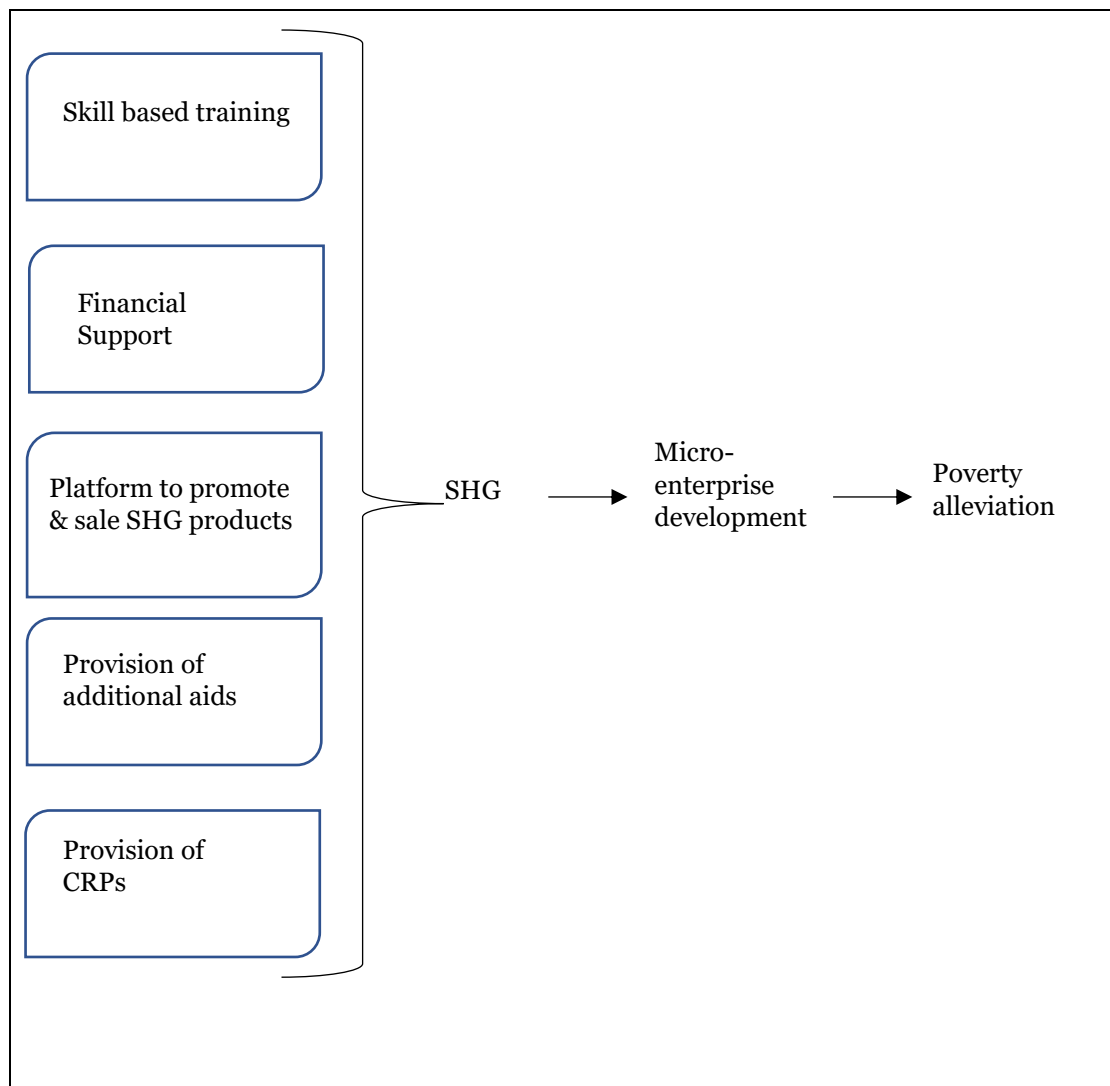 Skill based training
Financial
Support
Platform to promote
& sale SHG products
Provision of
additional aids
Provision of
CRPs
SHG
Micro-
enterprise
development
Poverty
alleviation